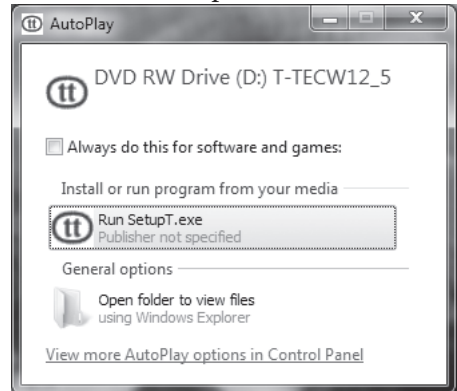 AutoPlay
DVD RW Drive (D:) T-TECW12_5
Always do this for software and games:
Install or run program from your media
Run SetupT.exe
Publisher not specified
General options
Open folder to view files
using Windows Explorer
View more AutoPlay options in Control Panel